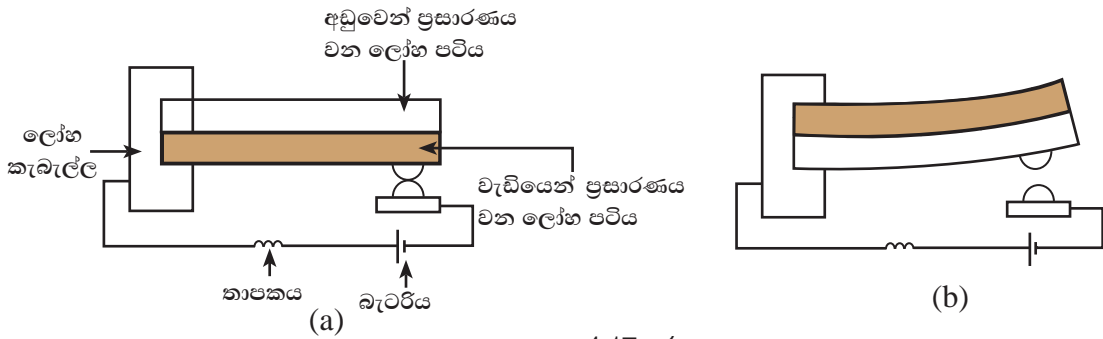 අඩුවෙන් ප්‍රසාරණය
වන ලෝහ පටිය
ලෝහ
කැබැල්ල
වැඩියෙන් ප්‍රසාරණය
වන ලෝහ පටිය
තාපකය
බැටරිය
(a)
(b)